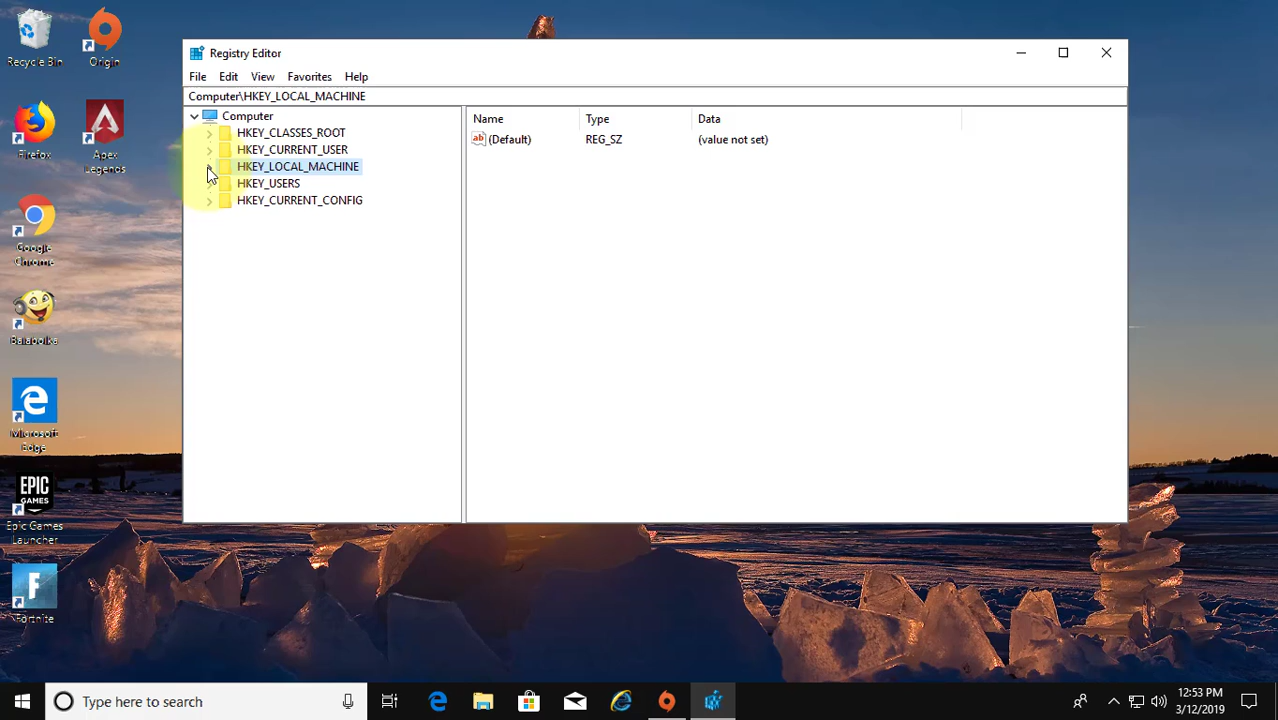 Recycle Bin
Origin
Firefox
Apex
Legends
Google
Chrome
Balabolka
Microsoft
Edge
EPIC
GAMES
Epic Games
Launcher
F
Fortnite
Registry Editor
File Edit View Favorites Help
Computer\HKEY_LOCAL_MACHINE
Computer
HKEY_CLASSES_ROOT
HKEY_CURRENT_USER
HKEY_LOCAL_MACHINE
HKEY_USERS
HKEY_CURRENT_CONFIG
Name Type Data
ab (Default) REG_SZ (value not set)
Type here to search
12:53 PM
3/12/2019